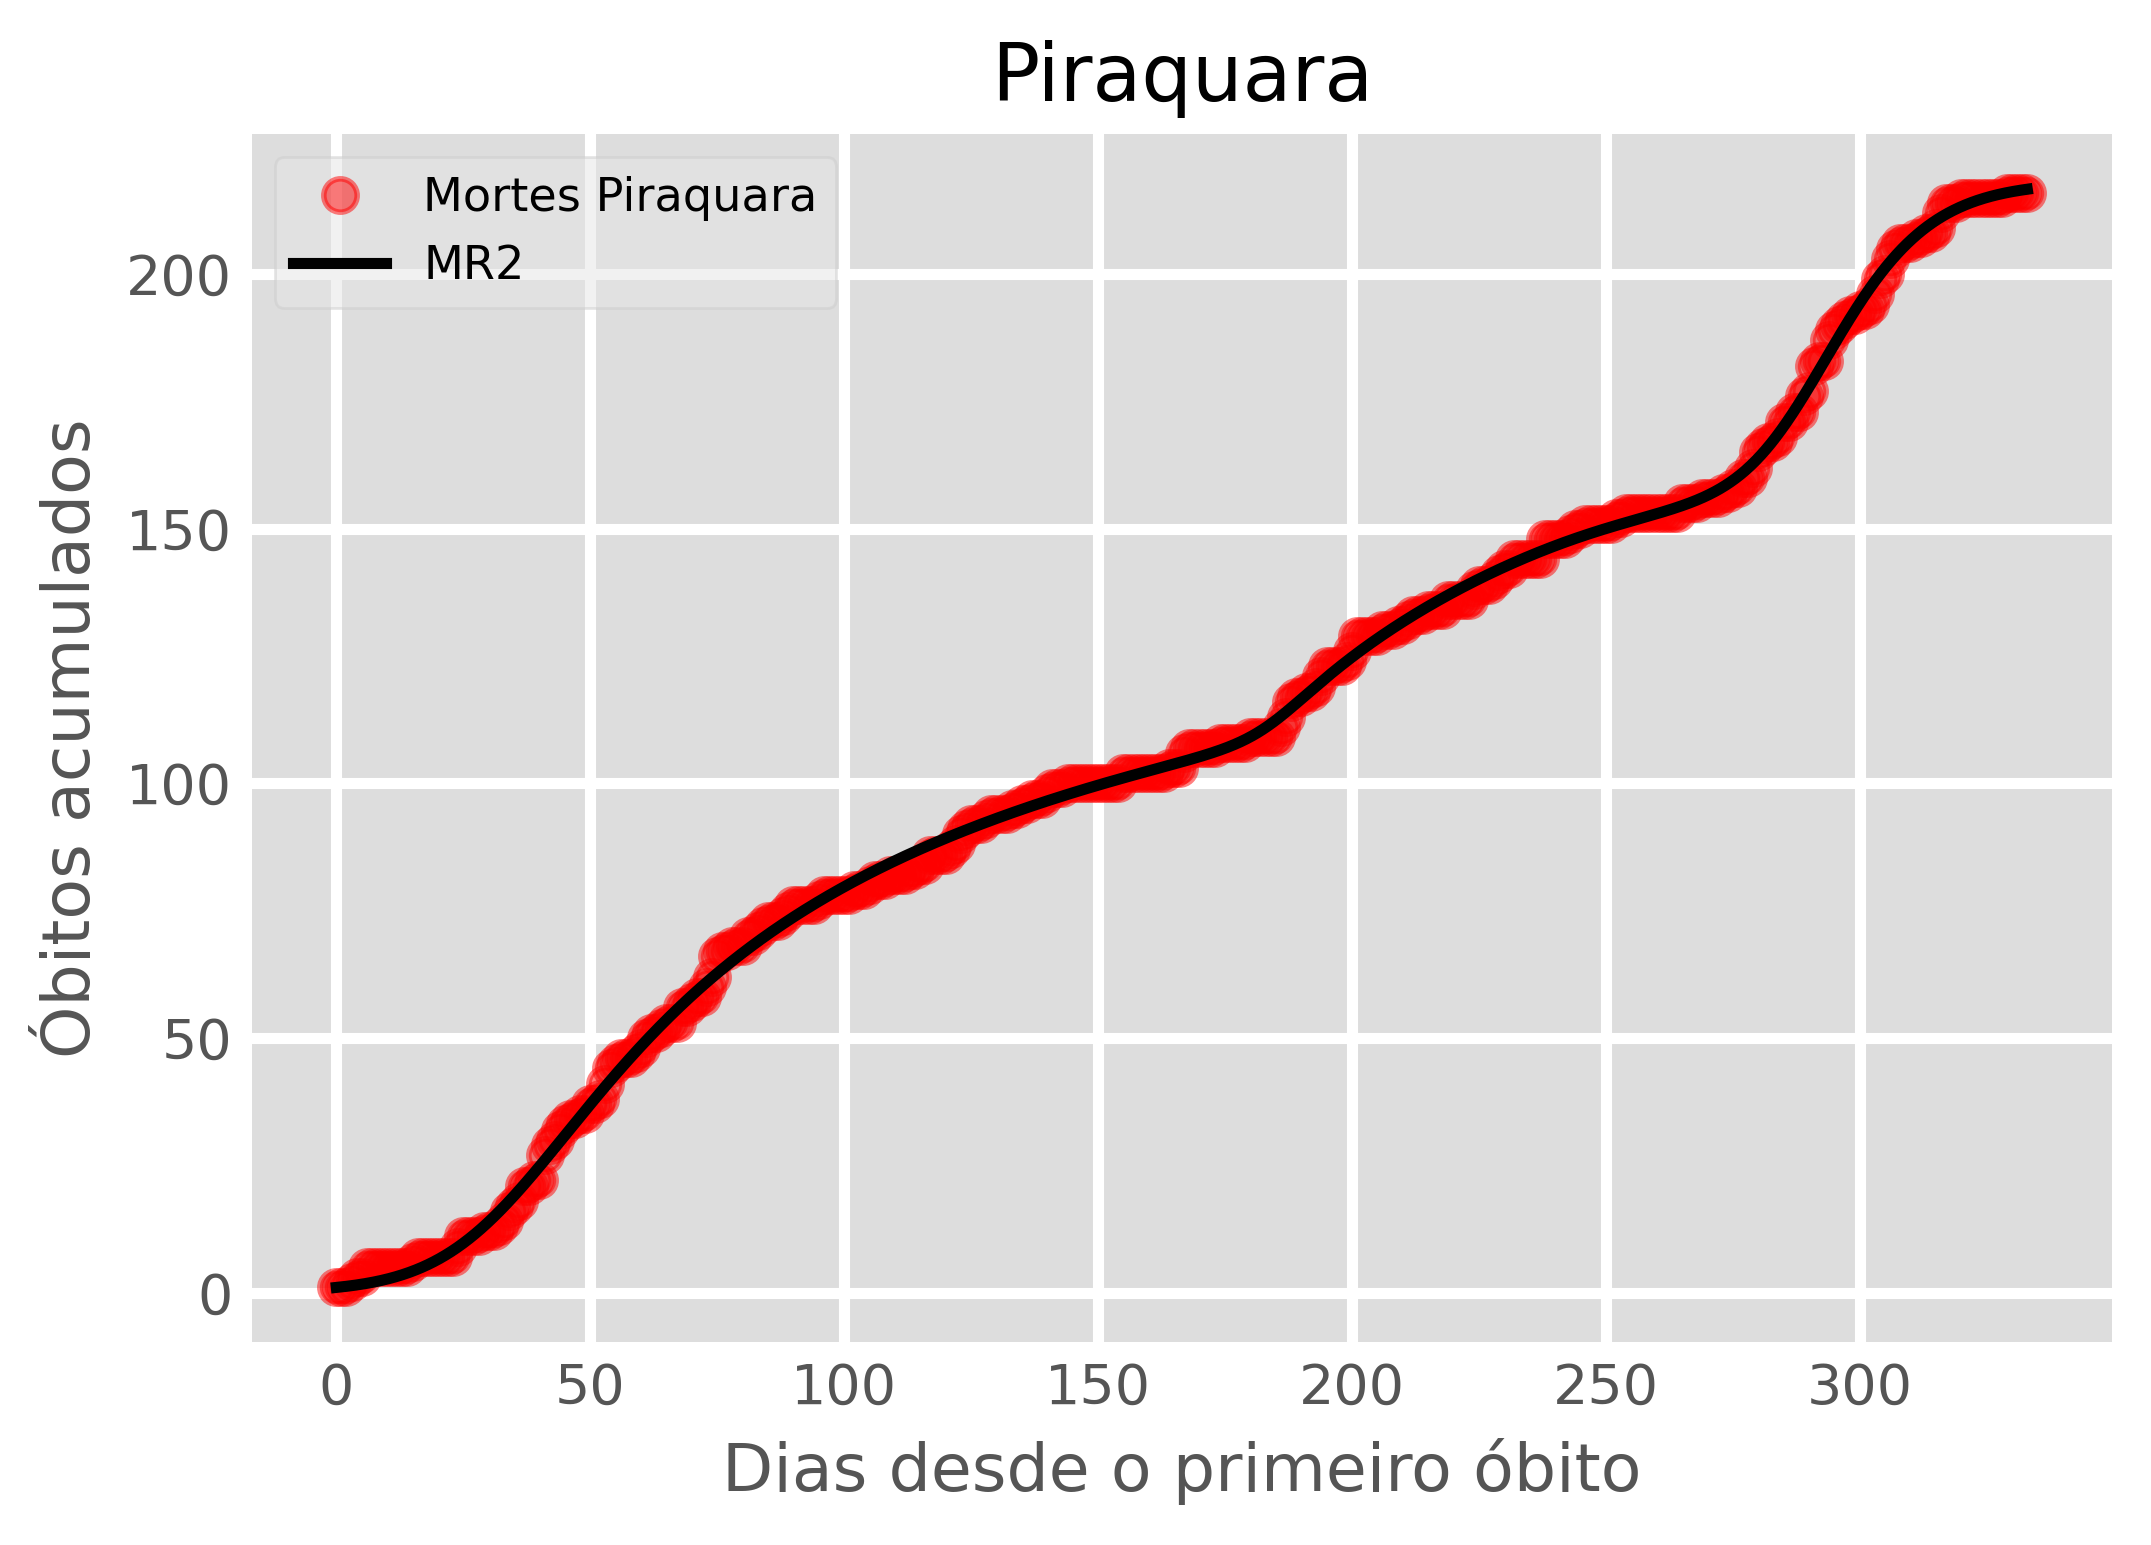 Piraquara
Mortes Piraquara
MR2
Óbitos acumulados
200
150
100
50
0
0 50 100 150 200 250 300
Dias desde o primeiro óbito